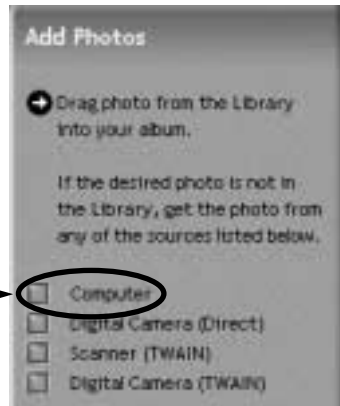 Add Photos
Drag photo from the Library
into your album.
If the desired photo is not in
the Library, get the photo from
any of the sources listed below.
Computer
Digital Camera (Direct)
Scanner (TWAIN)
Digital Camera (TWAIN)